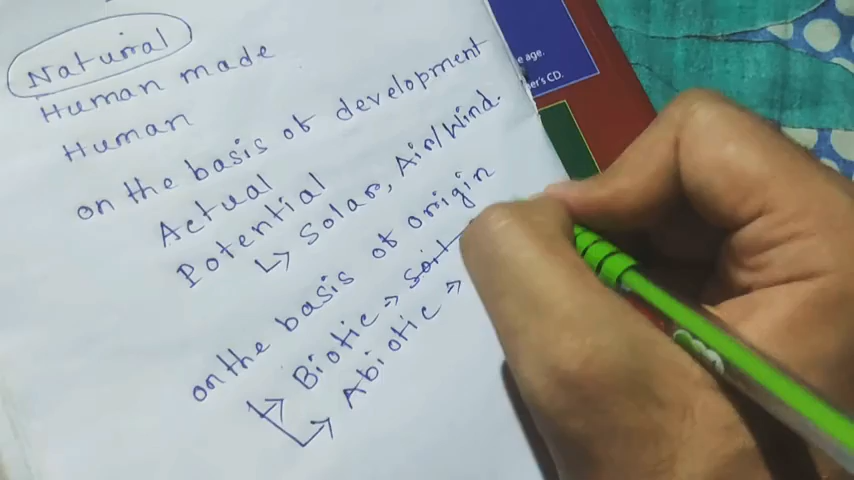 Natural
Human made
Human
on the basis of development
Actual
Potential
↳ Solar, Air/Wind.
on the basis of origin
↳ Biotic →
↳ Abiotic →
e age.
er's CD.